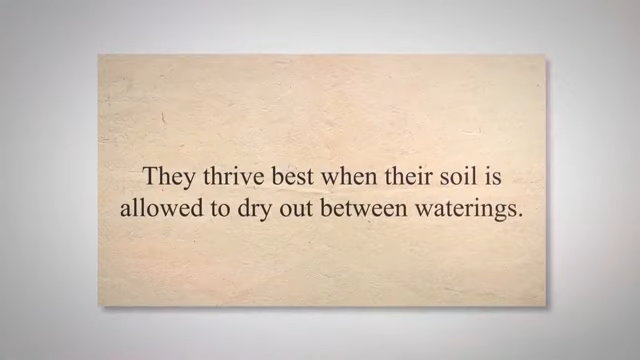 They thrive best when their soil is
allowed to dry out between waterings.